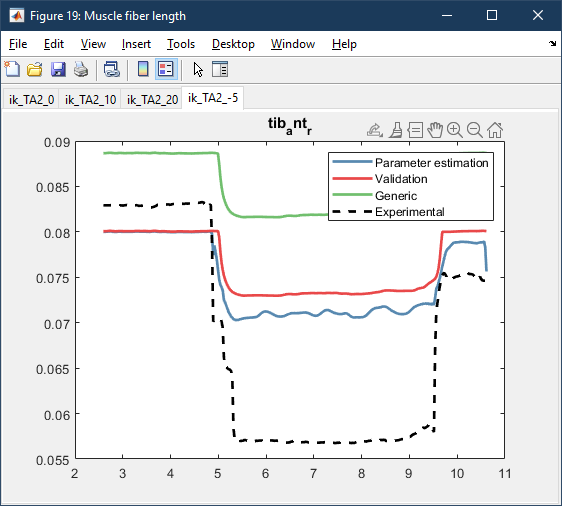 Figure 19: Muscle fiber length
File Edit View Insert Tools Desktop Window Help
ik_TA2_0 ik_TA2_10 ik_TA2_20 ik_TA2_-5
tib_ant_r
0.09
0.085
0.08
0.075
0.07
0.065
0.06
0.055
Parameter estimation
Validation
Generic
Experimental
2 3 4 5 6 7 8 9 10 11